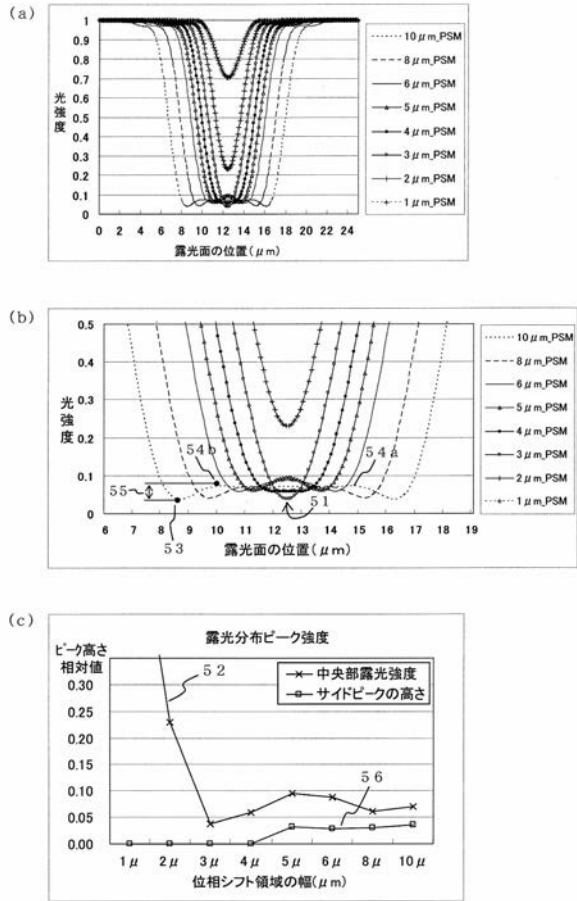 (a)
1
0.9
0.8
0.7
0.6
0.5
0.4
0.3
0.2
0.1
0
光強度
0 2 4 6 8 10 12 14 16 18 20 22 24
露光面の位置(μm)
10μm_PSM
8μm_PSM
6μm_PSM
5μm_PSM
4μm_PSM
3μm_PSM
2μm_PSM
1μm_PSM
(b)
0.5
0.4
0.3
0.2
0.1
0
光強度
54b
54a
55
53
51
6 7 8 9 10 11 12 13 14 15 16 17 18 19
露光面の位置(μm)
10μm_PSM
8μm_PSM
6μm_PSM
5μm_PSM
4μm_PSM
3μm_PSM
2μm_PSM
1μm_PSM
(c)
露光分布ピーク強度
ピーク高さ
相対値
0.30
0.25
0.20
0.15
0.10
0.05
0.00
52
中央部露光強度
サイドピークの高さ
56
1μ 2μ 3μ 4μ 5μ 6μ 8μ 10μ
位相シフト領域の幅(μm)